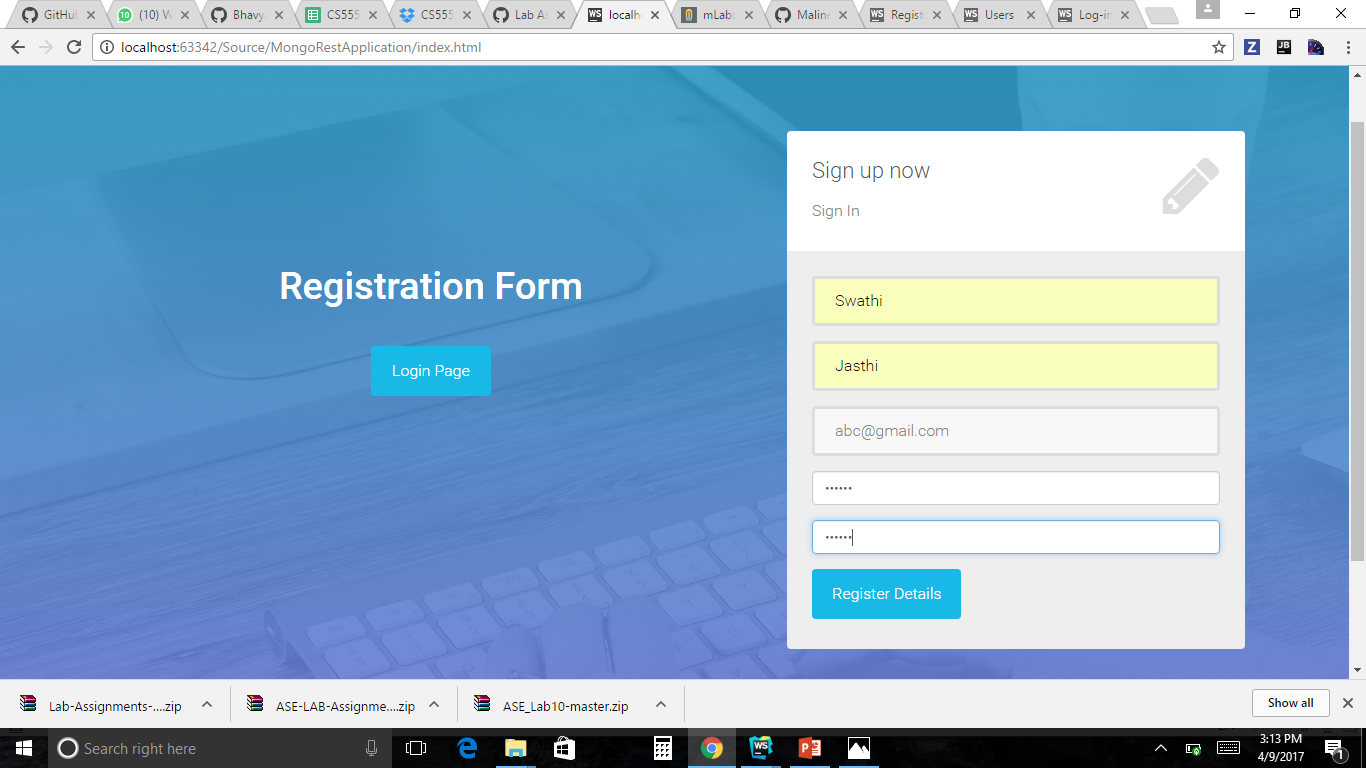 GitHu
(10) W
Bhavy
CS555
CS555
Lab As
localh
mLab:
Maline
Regist
Users
Log-in
localhost:63342/Source/MongoRestApplication/index.html
Z
JB
Registration Form
Login Page
Sign up now
Sign In
Swathi
Jasthi
abc@gmail.com
••••••
••••••
Register Details
Lab-Assignments-....zip
ASE-LAB-Assignme....zip
ASE_Lab10-master.zip
Show all
Search right here
3:13 PM
4/9/2017
1